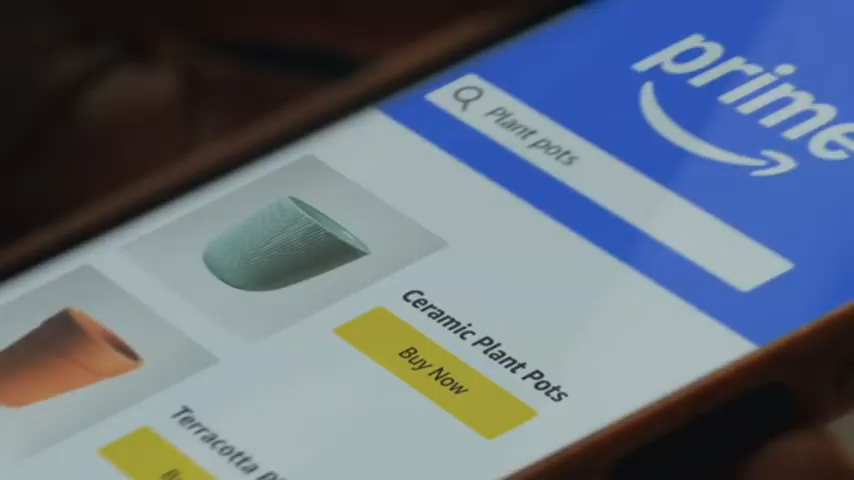 prime
Plant pots
Ceramic Plant Pots
Buy Now
Terracotta